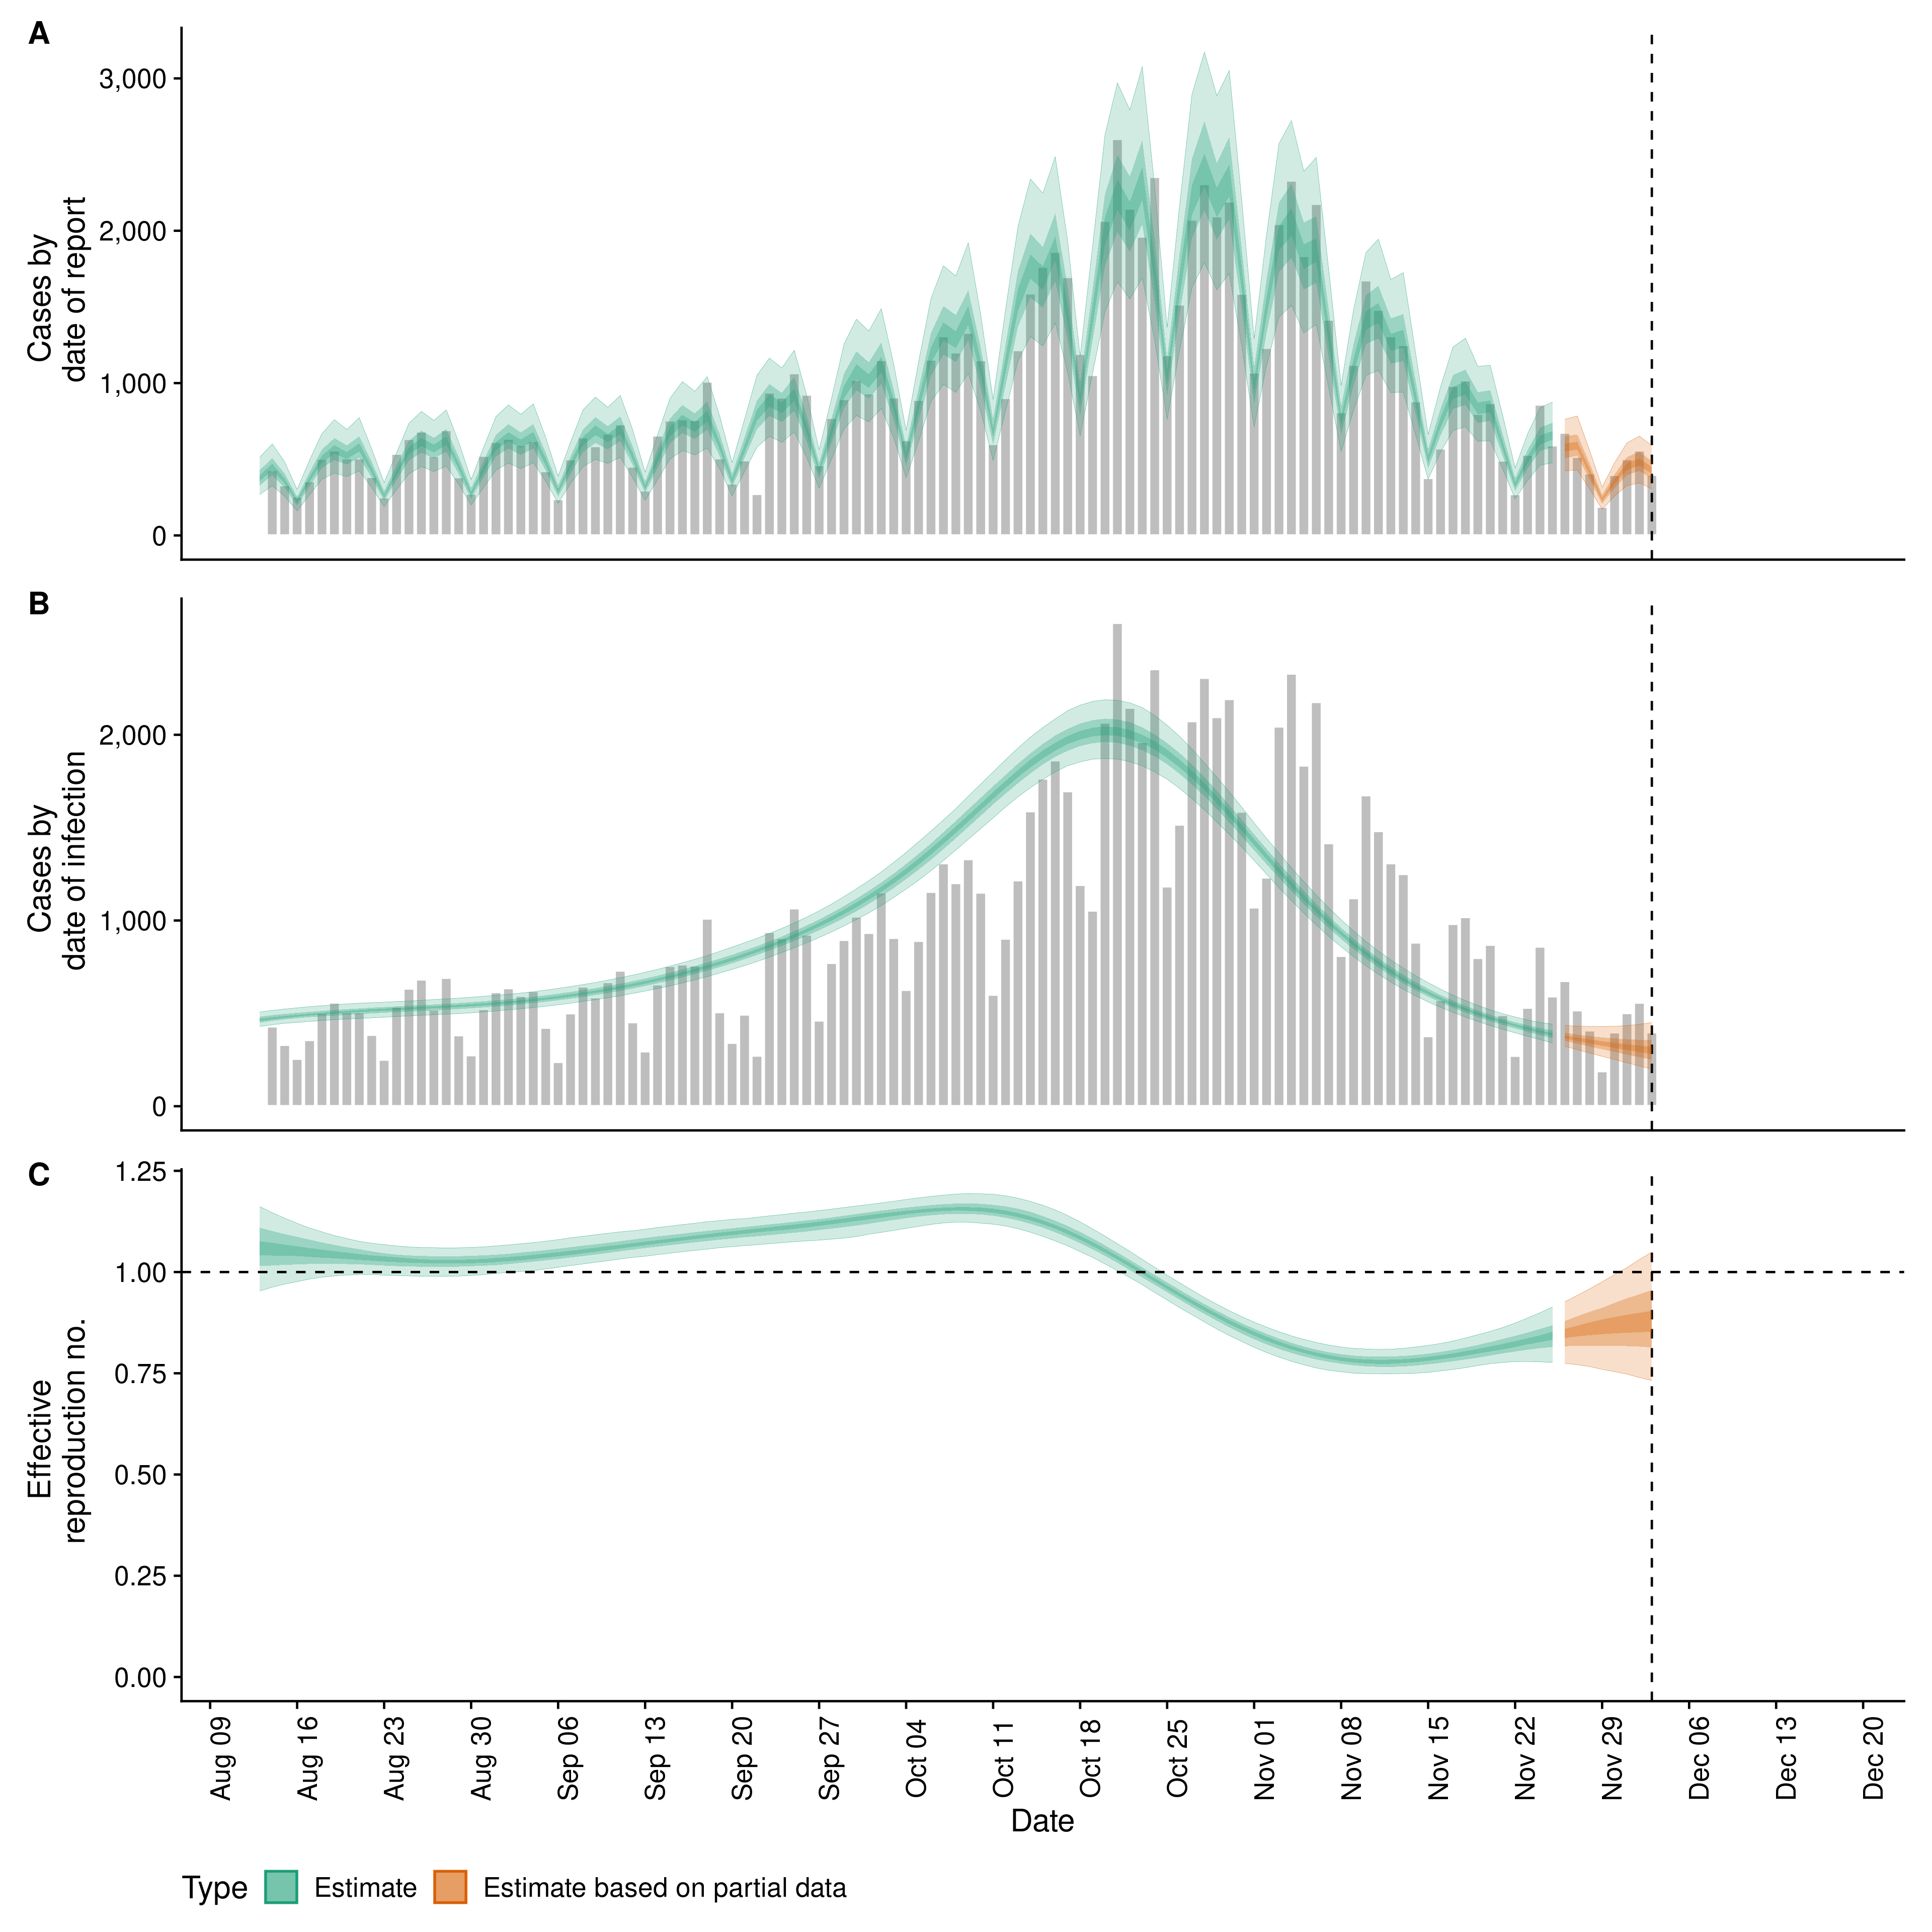 A
Cases by
date of report
3,000
2,000
1,000
0
B
Cases by
date of infection
2,000
1,000
0
C
Effective
reproduction no.
1.25
1.00
0.75
0.50
0.25
0.00
Aug 09
Aug 16
Aug 23
Aug 30
Sep 06
Sep 13
Sep 20
Sep 27
Oct 04
Oct 11
Oct 18
Oct 25
Nov 01
Nov 08
Nov 15
Nov 22
Nov 29
Dec 06
Dec 13
Dec 20
Date
Type Estimate Estimate based on partial data